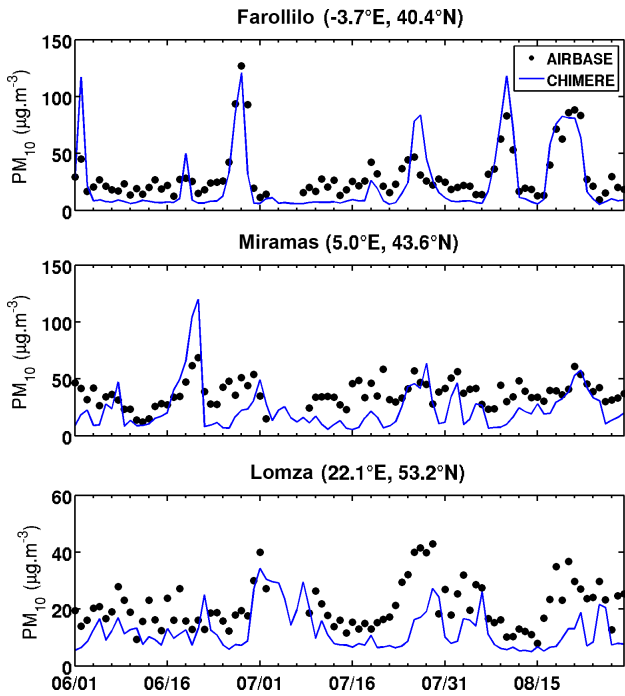 Farollilo (-3.7°E, 40.4°N)
PM10 (μg.m-3)
150
100
50
0
AIRBASE
CHIMERE
Miramas (5.0°E, 43.6°N)
PM10 (μg.m-3)
150
100
50
0
Lomza (22.1°E, 53.2°N)
PM10 (μg.m-3)
60
40
20
0
06/01 06/16 07/01 07/16 07/31 08/15